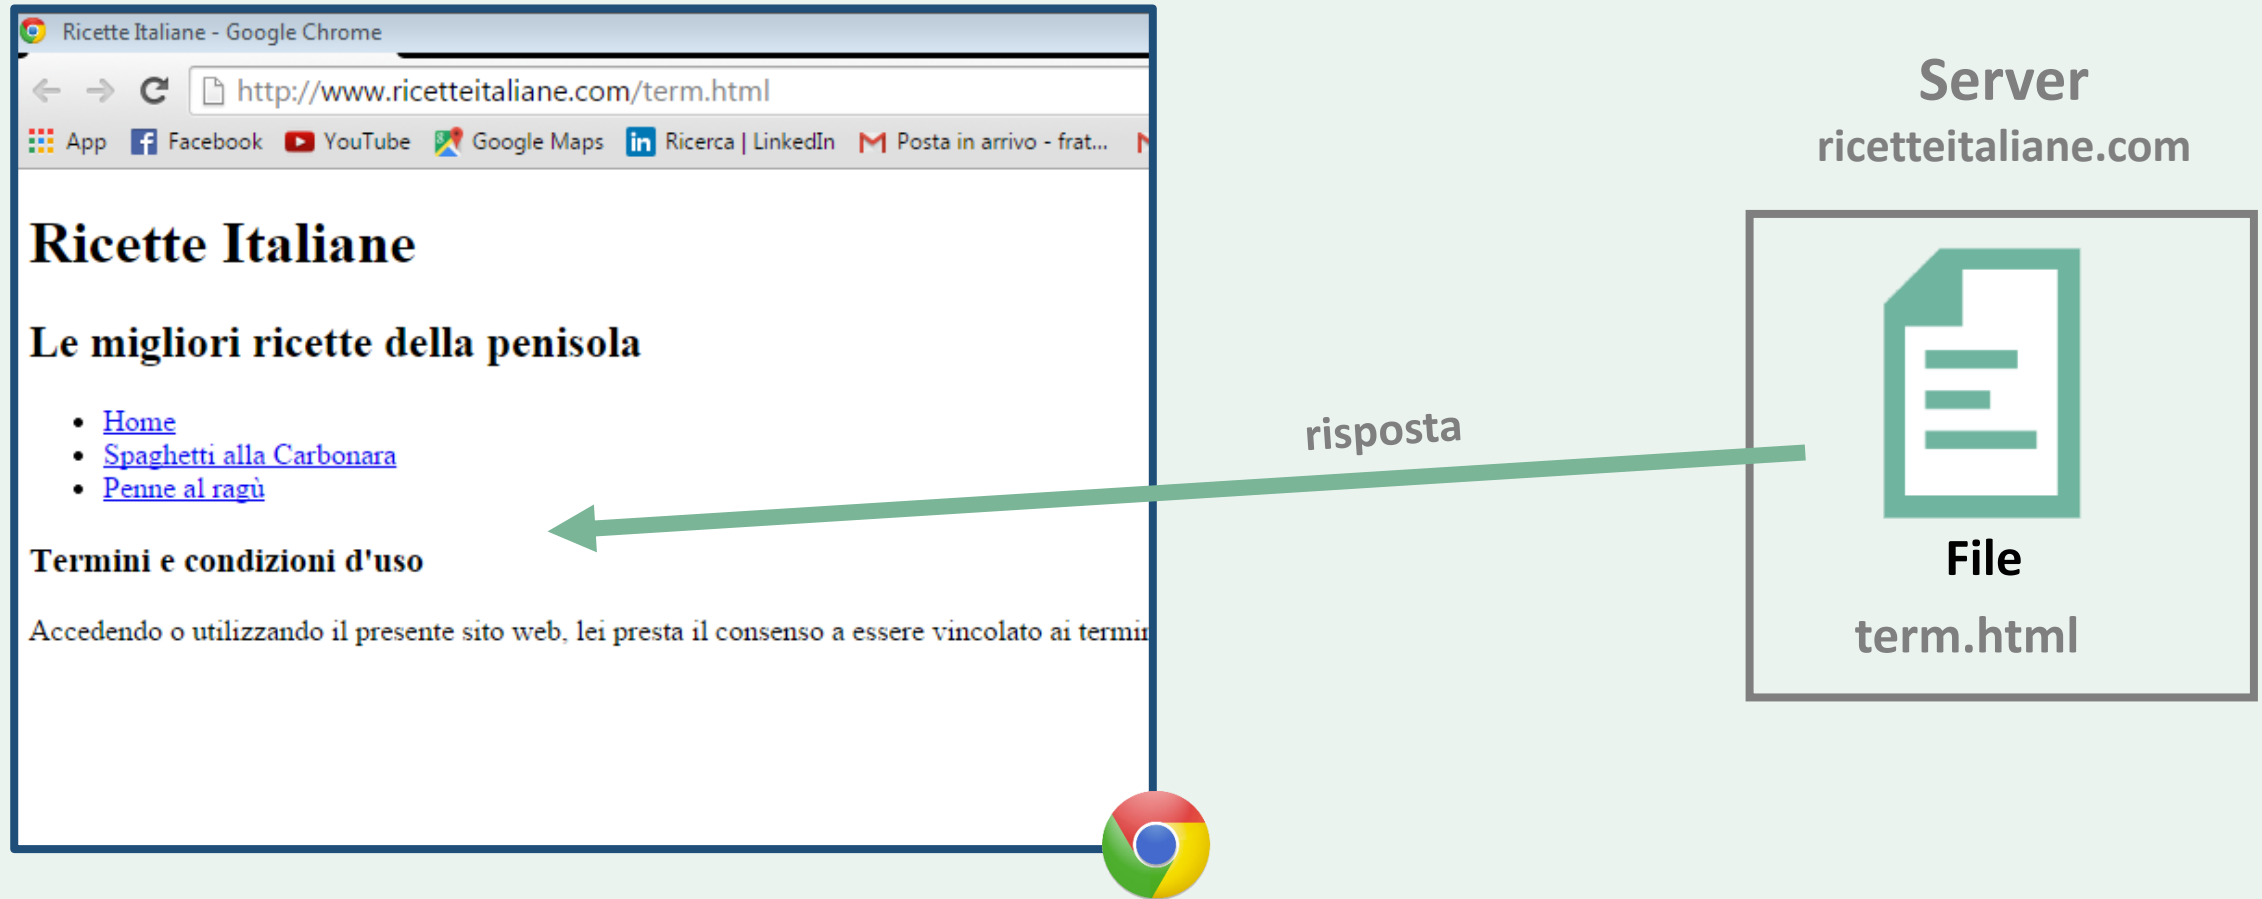 Ricette Italiane - Google Chrome
http://www.ricetteitaliane.com/term.html
App Facebook YouTube Google Maps Ricerca | LinkedIn Posta in arrivo - frat...
Ricette Italiane
Le migliori ricette della penisola
Home
Spaghetti alla Carbonara
Penne al ragù
Termini e condizioni d'uso
Accedendo o utilizzando il presente sito web, lei presta il consenso a essere vincolato ai
risposta
Server
ricetteitaliane.com
File
term.html